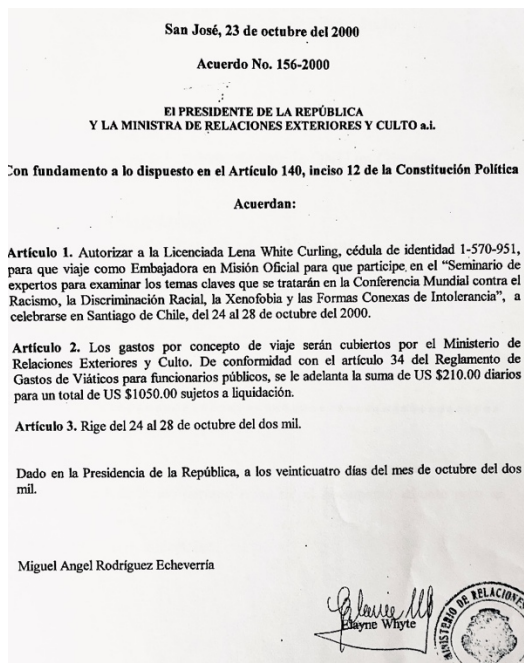 San José, 23 de octubre del 2000
Acuerdo No. 156-2000
El PRESIDENTE DE LA REPÚBLICA
Y LA MINISTRA DE RELACIONES EXTERIORES Y CULTO a.i.
Con fundamento a lo dispuesto en el Artículo 140, inciso 12 de la Constitución Política
Acuerdan:
Artículo 1. Autorizar a la Licenciada Lena White Curling, cédula de identidad 1-570-951,
para que viaje como Embajadora en Misión Oficial para que participe en el “Seminario de
expertos para examinar los temas claves que se tratarán en la Conferencia Mundial contra el
Racismo, la Discriminación Racial, la Xenofobia y las Formas Conexas de Intolerancia”, a
celebrarse en Santiago de Chile, del 24 al 28 de octubre del 2000.
Artículo 2. Los gastos por concepto de viaje serán cubiertos por el Ministerio de
Relaciones Exteriores y Culto. De conformidad con el artículo 34 del Reglamento de
Gastos de Viáticos para funcionarios públicos, se le adelanta la suma de US $210.00 diarios
para un total de US $1050.00 sujetos a liquidación.
Artículo 3. Rige del 24 al 28 de octubre del dos mil.
Dado en la Presidencia de la República, a los veinticuatro días del mes de octubre del dos
mil.
Miguel Angel Rodríguez Echeverría
Elayne Whyte
MINISTERIO DE RELACIONES